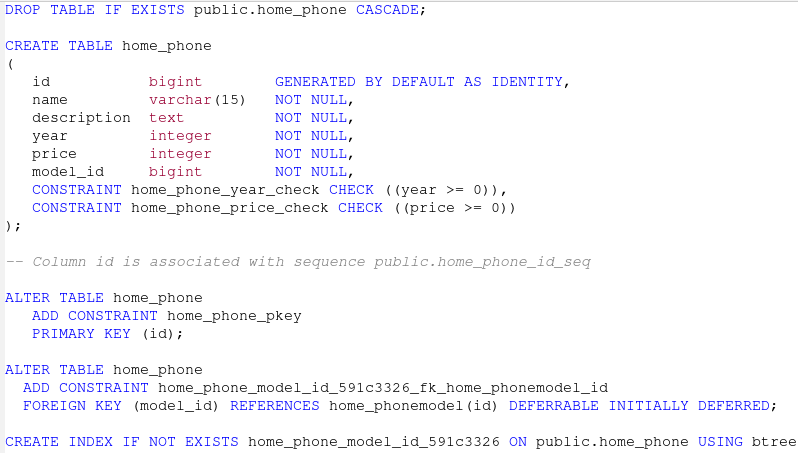 DROP TABLE IF EXISTS public.home_phone CASCADE;
CREATE TABLE home_phone
(
id bigint GENERATED BY DEFAULT AS IDENTITY,
name varchar(15) NOT NULL,
description text NOT NULL,
year integer NOT NULL,
price integer NOT NULL,
model_id bigint NOT NULL,
CONSTRAINT home_phone_year_check CHECK ((year >= 0)),
CONSTRAINT home_phone_price_check CHECK ((price >= 0))
);
-- Column id is associated with sequence public.home_phone_id_seq
ALTER TABLE home_phone
ADD CONSTRAINT home_phone_pkey
PRIMARY KEY (id);
ALTER TABLE home_phone
ADD CONSTRAINT home_phone_model_id_591c3326_fk_home_phonemodel_id
FOREIGN KEY (model_id) REFERENCES home_phonemodel(id) DEFERRABLE INITIALLY DEFERRED;
CREATE INDEX IF NOT EXISTS home_phone_model_id_591c3326 ON public.home_phone USING btree